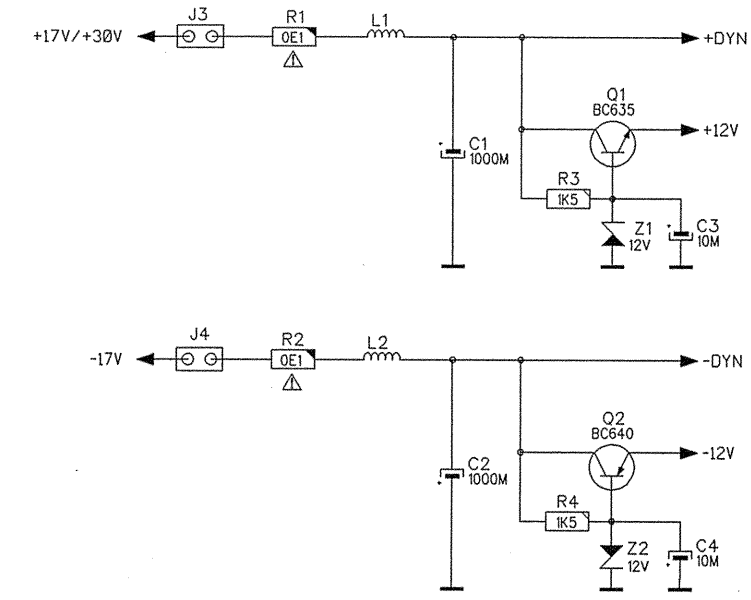 J3
R1
L1
+17V/+30V
0E1
+DYN
Q1
BC635
+12V
C1
1000M
R3
1K5
Z1
12V
C3
10M
J4
R2
L2
-17V
0E1
-DYN
Q2
BC640
-12V
C2
1000M
R4
1K5
Z2
12V
C4
10M